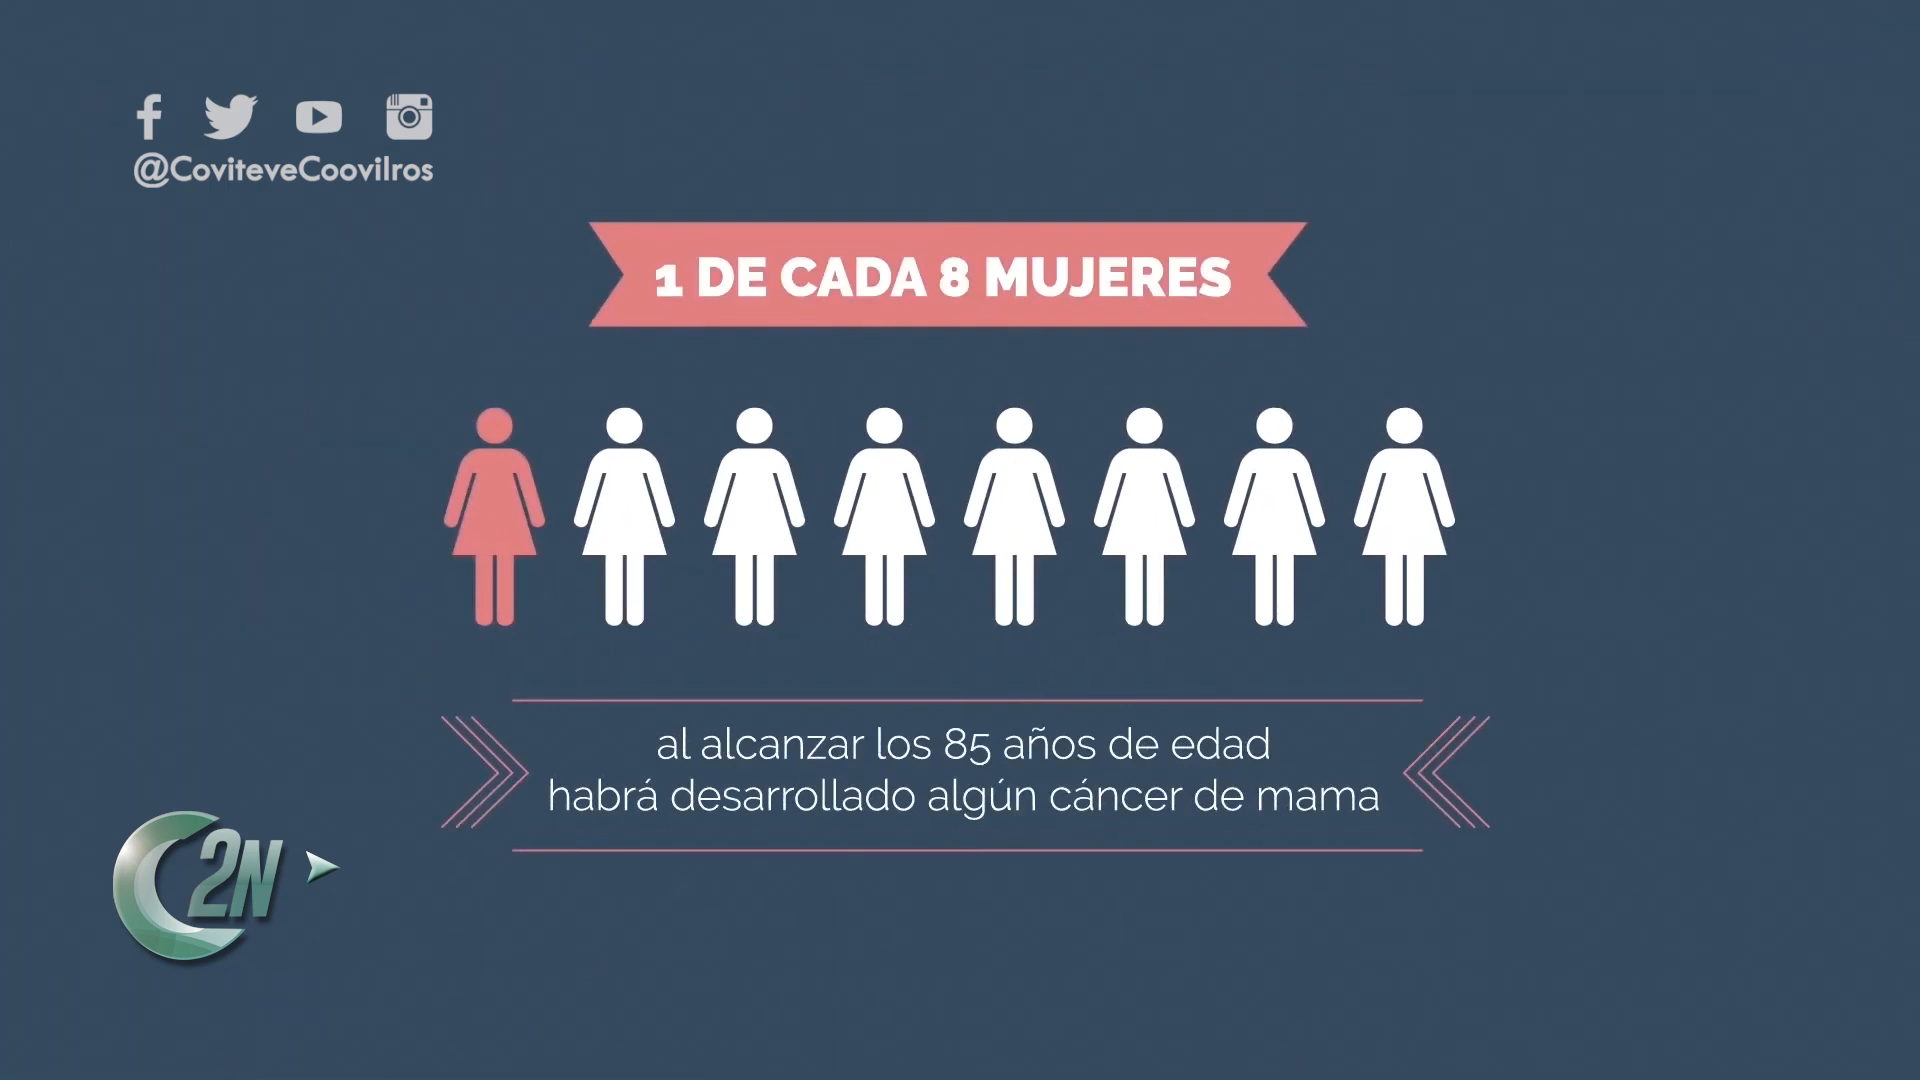 @CoviteveCoovilros
1 DE CADA 8 MUJERES
al alcanzar los 85 años de edad
habrá desarrollado algún cáncer de mama
C2N